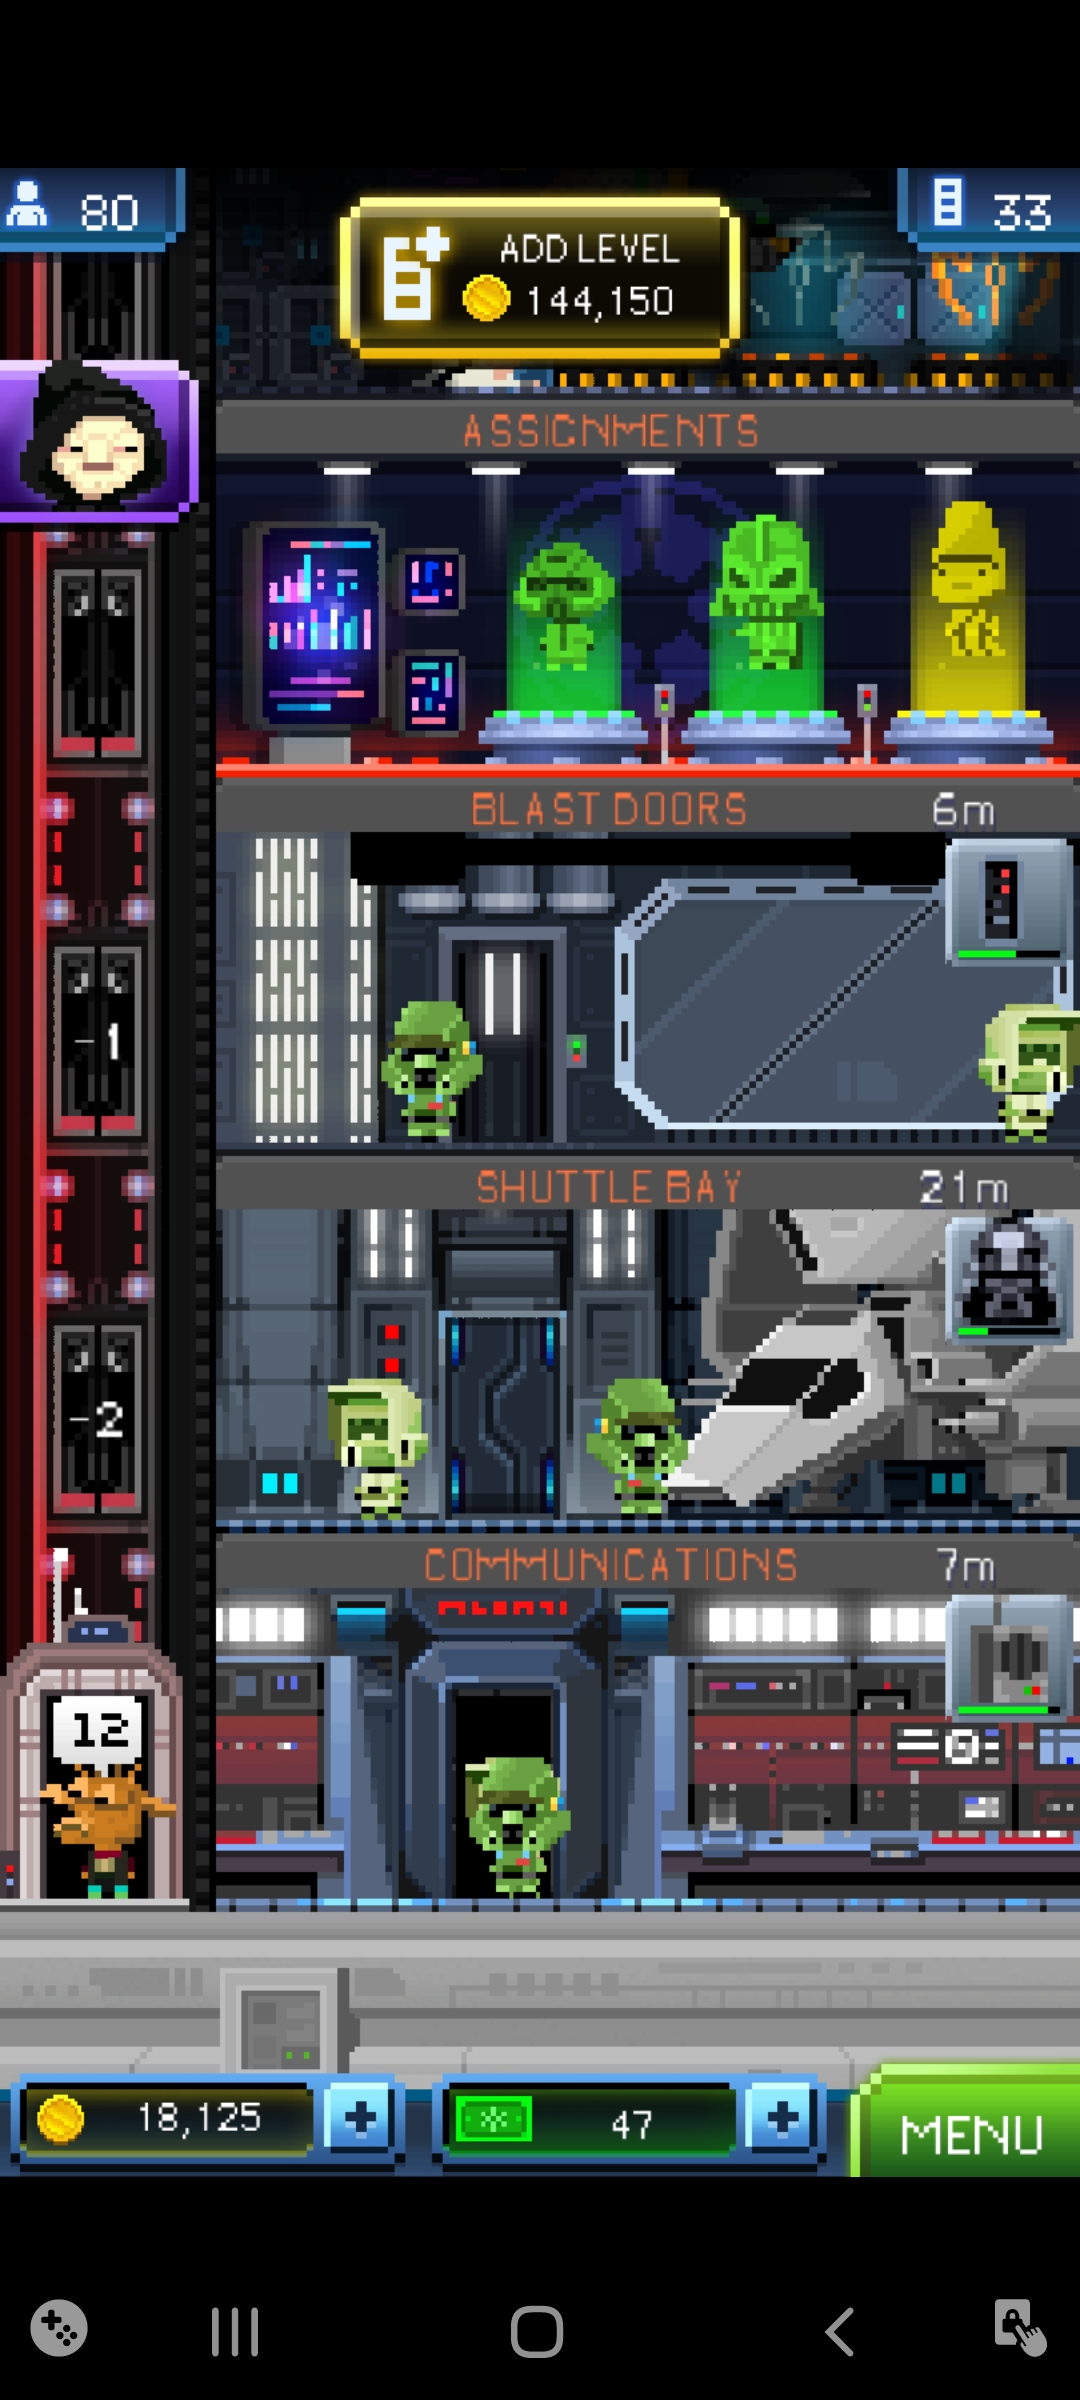 80
ADD LEVEL
144,150
33
ASSIGNMENTS
BLAST DOORS 6m
-1
SHUTTLE BAY 21m
-2
COMMUNICATIONS 7m
12
18,125
47
MENU